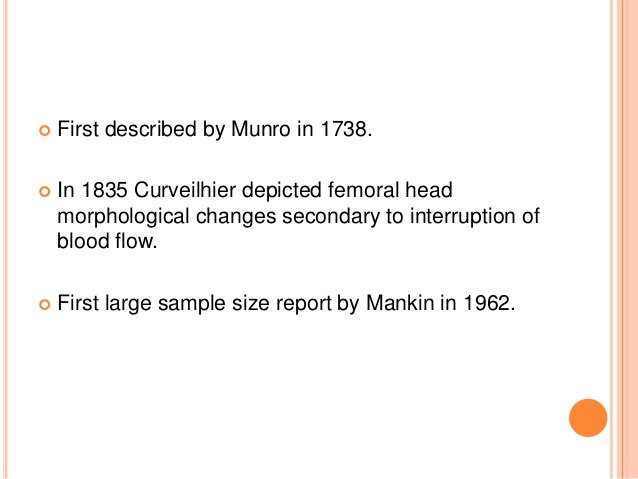 First described by Munro in 1738.
In 1835 Curveilhier depicted femoral head
morphological changes secondary to interruption of
blood flow.
First large sample size report by Mankin in 1962.